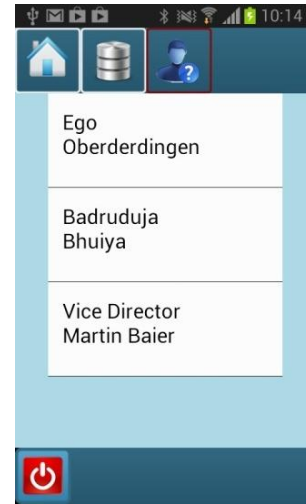 10:14
?
Ego
Oberderdingen
Badruduja
Bhuiya
Vice Director
Martin Baier